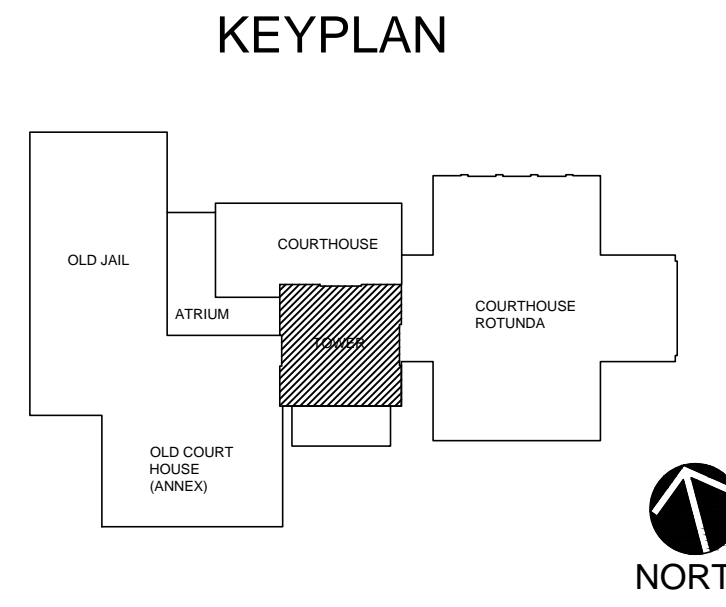 KEYPLAN
COURTHOUSE
OLD JAIL
COURTHOUSE
ROTUNDA
ATRIUM
TOWER
OLD COURT
HOUSE
(ANNEX)
NORT